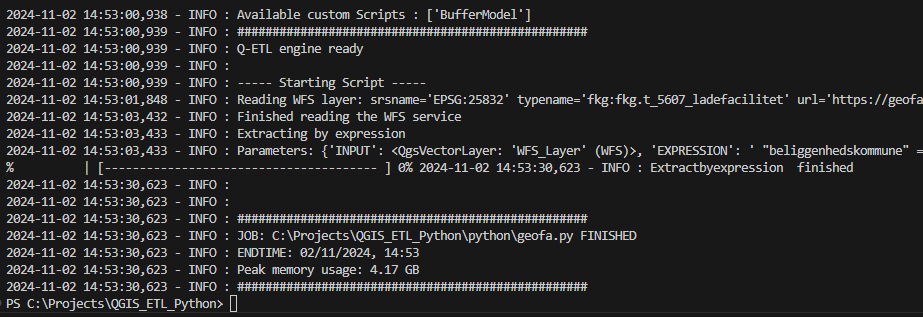 2024-11-02 14:53:00,938 - INFO : Available custom Scripts : ['BufferModel']
2024-11-02 14:53:00,939 - INFO : ##################################################
2024-11-02 14:53:00,939 - INFO : Q-ETL engine ready
2024-11-02 14:53:00,939 - INFO :
2024-11-02 14:53:00,939 - INFO : ----- Starting Script -----
2024-11-02 14:53:01,848 - INFO : Reading WFS layer: srsname='EPSG:25832' typename='fkg:fkg.t_5607_ladefacilitet' url='https://geofa
2024-11-02 14:53:03,432 - INFO : Finished reading the WFS service
2024-11-02 14:53:03,433 - INFO : Extracting by expression
2024-11-02 14:53:03,433 - INFO : Parameters: {'INPUT': <QgsVectorLayer: 'WFS_Layer' (WFS)>, 'EXPRESSION': ' "beliggenhedskommune" =
% | [--------------------------------------- ] 0% 2024-11-02 14:53:30,623 - INFO : Extractbyexpression finished
2024-11-02 14:53:30,623 - INFO :
2024-11-02 14:53:30,623 - INFO :
2024-11-02 14:53:30,623 - INFO : ##################################################
2024-11-02 14:53:30,623 - INFO : JOB: C:\Projects\QGIS_ETL_Python\python\geofa.py FINISHED
2024-11-02 14:53:30,623 - INFO : ENDTIME: 02/11/2024, 14:53
2024-11-02 14:53:30,623 - INFO : Peak memory usage: 4.17 GB
2024-11-02 14:53:30,623 - INFO : ##################################################
PS C:\Projects\QGIS_ETL_Python>